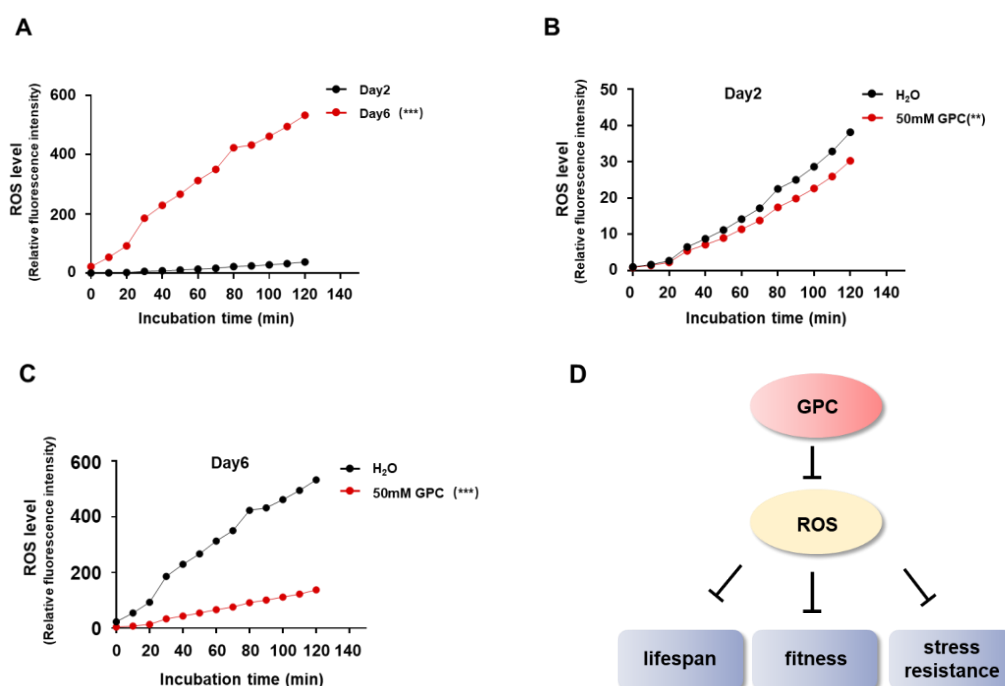 A
Day2
Day6 (***)
ROS level
(Relative fluorescence intensity)
600
400
200
0
0 20 40 60 80 100 120 140
Incubation time (min)
B
Day2
H₂O
50mM GPC(**)
ROS level
(Relative fluorescence intensity)
50
40
30
20
10
0
0 20 40 60 80 100 120 140
Incubation time (min)
C
Day6
H₂O
50mM GPC (***)
ROS level
(Relative fluorescence intensity)
600
400
200
0
0 20 40 60 80 100 120 140
Incubation time (min)
D
GPC
ROS
lifespan
fitness
stress
resistance